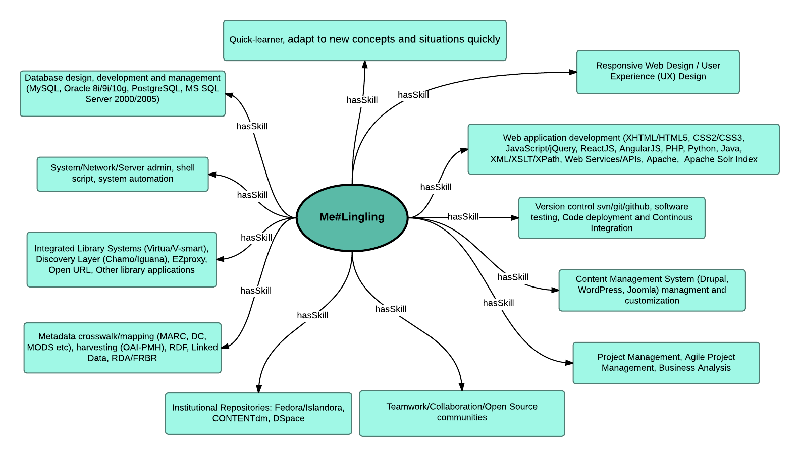 Quick-learner, adapt to new concepts and situations quickly
Responsive Web Design / User
Experience (UX) Design
Database design, development and management
(MySQL, Oracle 8i/9i/10g, PostgreSQL, MS SQL
Server 2000/2005)
hasSkill
hasSkill
hasSkill
Web application development (XHTML/HTML5, CSS2/CSS3,
JavaScript/jQuery, ReactJS, AngularJS, PHP, Python, Java,
XML/XSLT/XPath, Web Services/APIs, Apache, Apache Solr Index
hasSkill
System/Network/Server admin, shell
script, system automation
hasSkill
Me#Lingling
Version control svn/git/github, software
testing, Code deployment and Continous
Integration
hasSkill
hasSkill
Integrated Library Systems (Virtua/V-smart),
Discovery Layer (Chamo/Iguana), EZproxy,
Open URL, Other library applications
Content Management System (Drupal,
WordPress, Joomla) managment and
customization
hasSkill
hasSkill
hasSkill
hasSkill
hasSkill
Metadata crosswalk/mapping (MARC, DC,
MODS etc), harvesting (OAI-PMH), RDF, Linked
Data, RDA/FRBR
Project Management, Agile Project
Management, Business Analysis
Institutional Repositories: Fedora/Islandora,
CONTENTdm, DSpace
Teamwork/Collaboration/Open Source
communities